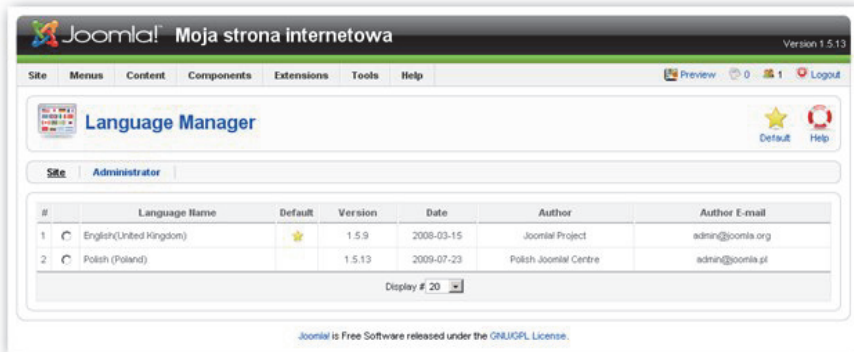 Joomla! Moja strona internetowa
Version 1.5.13
Site Menus Content Components Extensions Tools Help Preview 0 1 Logout
Language Manager
Default Help
Site Administrator
# Language Name Default Version Date Author Author E-mail
1 English(United Kingdom) 1.5.9 2008-03-15 Joomla! Project admin@joomla.org
2 Polish (Poland) 1.5.13 2009-07-23 Polish Joomla! Centre admin@joomla.pl
Display # 20
Joomla! is Free Software released under the GNU/GPL License.